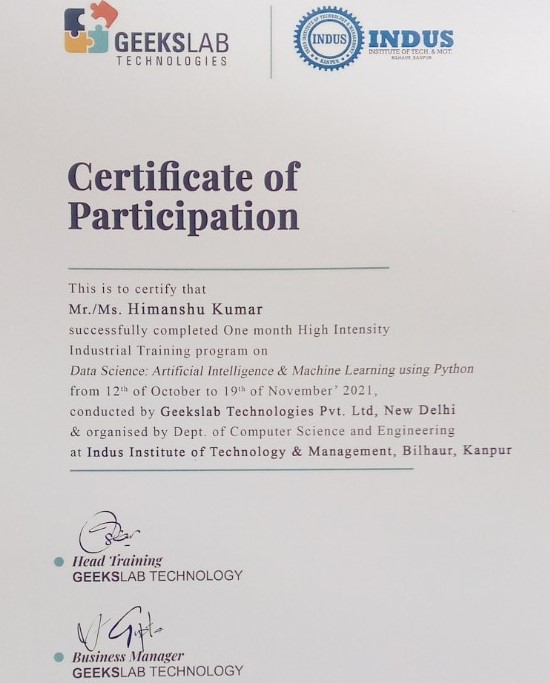 GEEKSLAB
TECHNOLOGIES
INDUS
KANPUR
INDUS
INSTITUTE OF TECH. & MGT.
BILHAUR, KANPUR
Certificate of
Participation
This is to certify that
Mr./Ms. Himanshu Kumar
successfully completed One month High Intensity
Industrial Training program on
Data Science: Artificial Intelligence & Machine Learning using Python
from 12th of October to 19th of November' 2021,
conducted by Geekslab Technologies Pvt. Ltd, New Delhi
& organised by Dept. of Computer Science and Engineering
at Indus Institute of Technology & Management, Bilhaur, Kanpur
Head Training
GEEKSLAB TECHNOLOGY
Business Manager
GEEKSLAB TECHNOLOGY